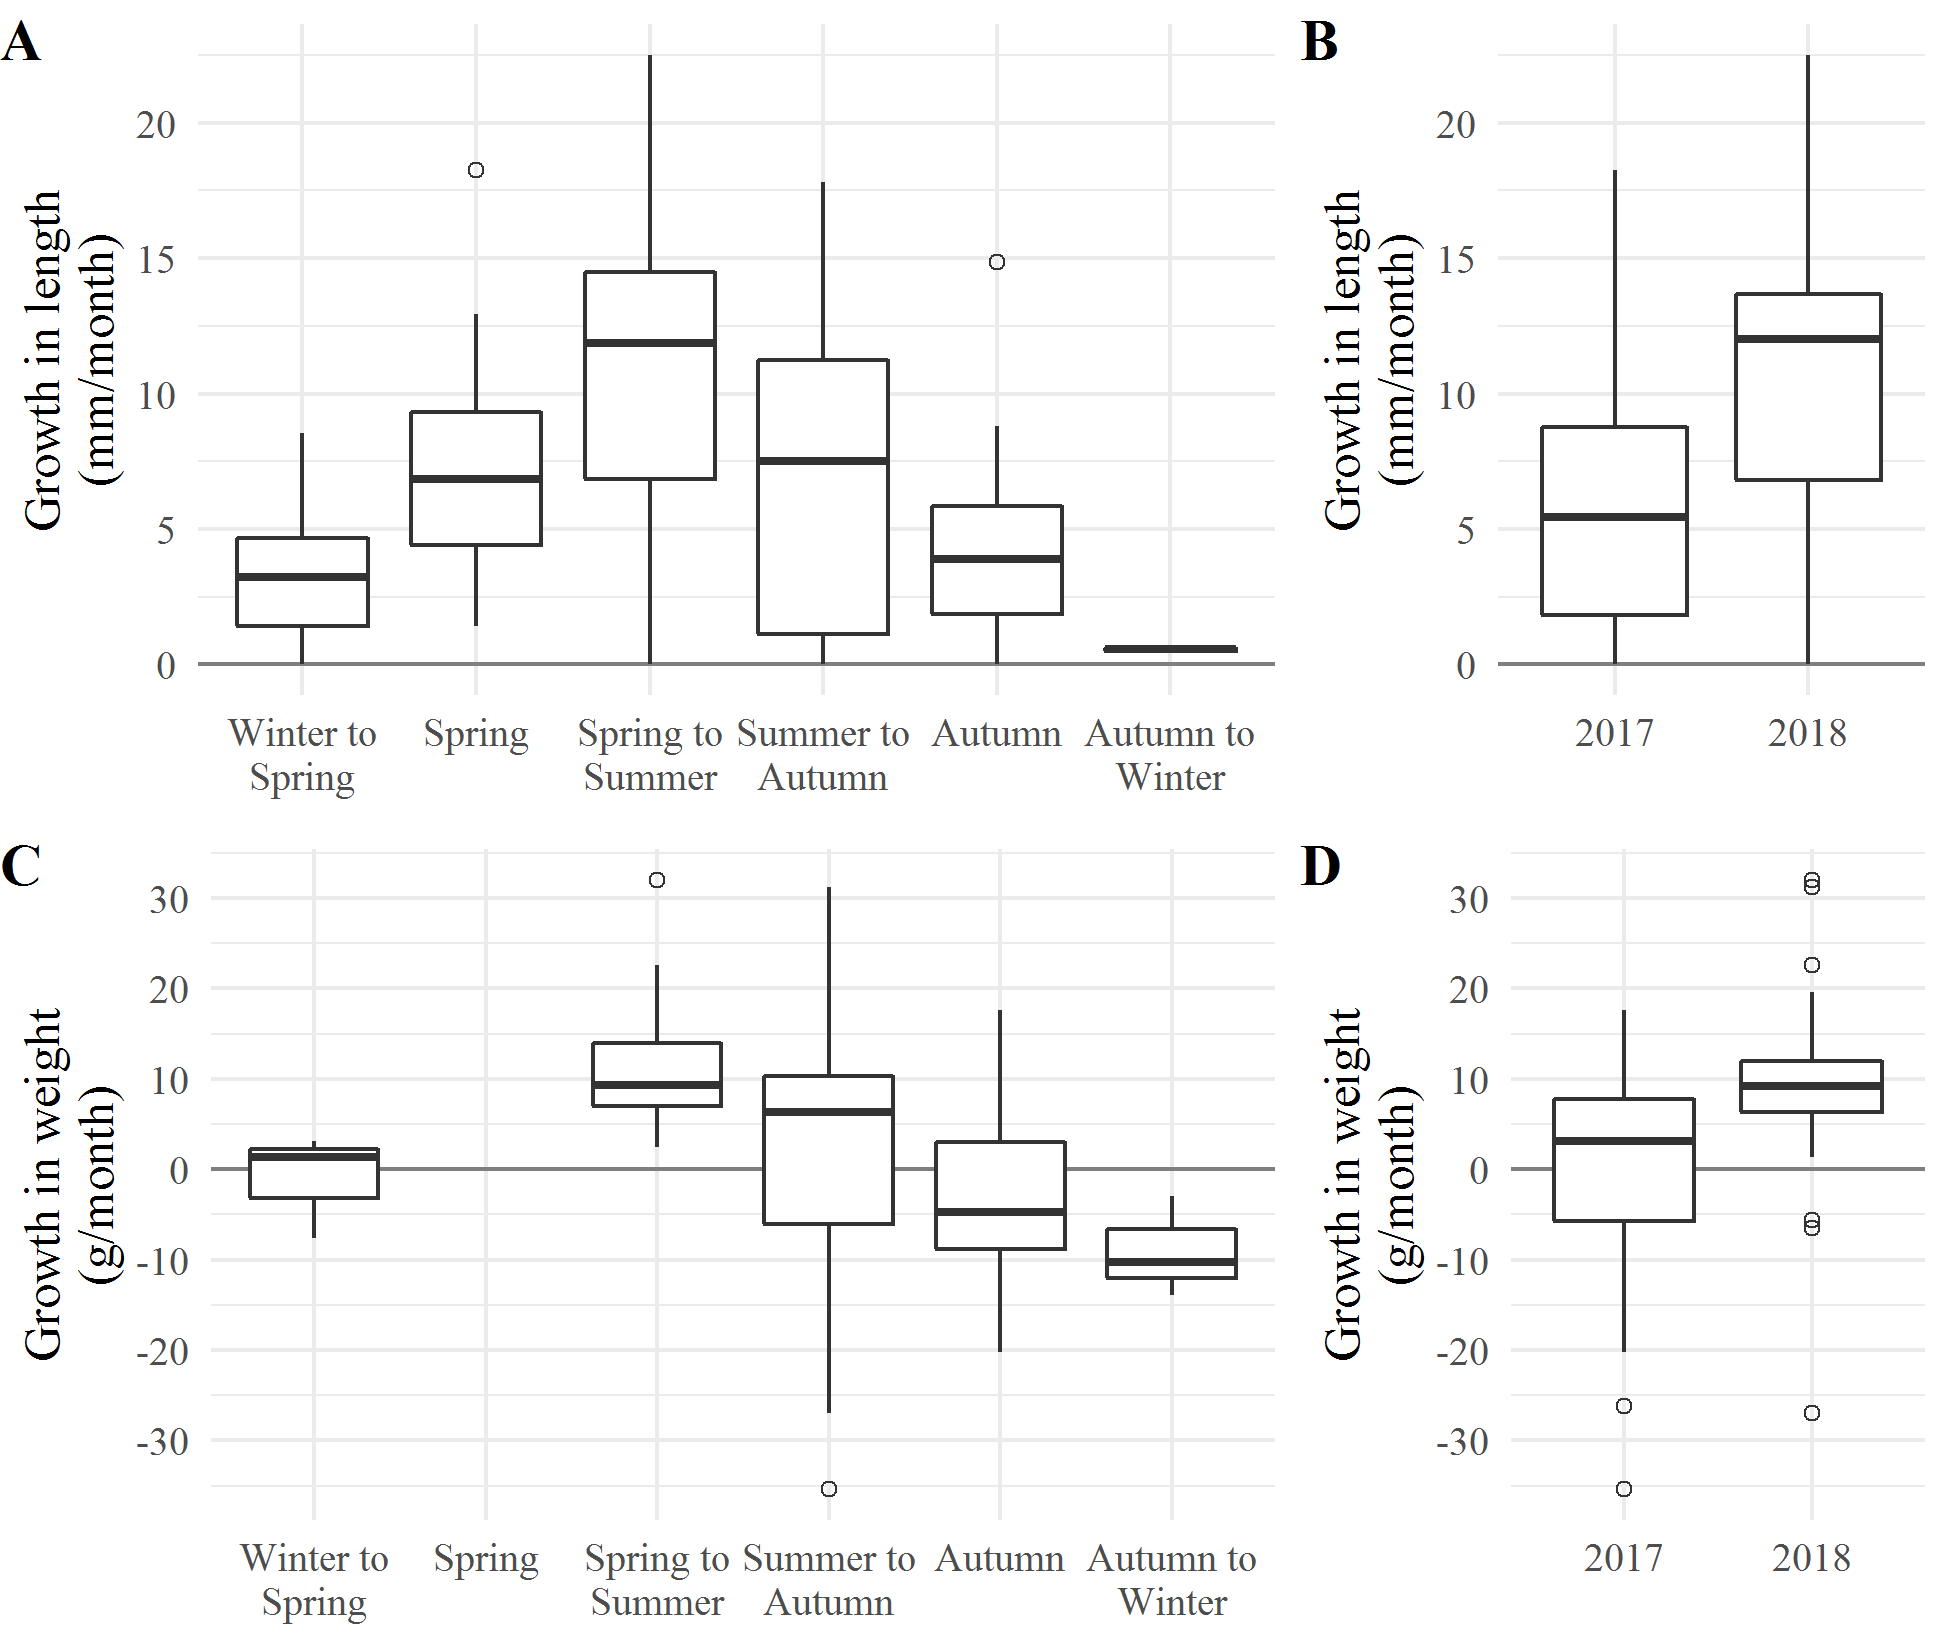 A
Growth in length
(mm/month)
20
15
10
5
0
Winter to
Spring
Spring
Spring to
Summer
Summer to
Autumn
Autumn
Autumn to
Winter
B
Growth in length
(mm/month)
20
15
10
5
0
2017
2018
C
Growth in weight
(g/month)
30
20
10
0
-10
-20
-30
Winter to
Spring
Spring
Spring to
Summer
Summer to
Autumn
Autumn
Autumn to
Winter
D
Growth in weight
(g/month)
30
20
10
0
-10
-20
-30
2017
2018